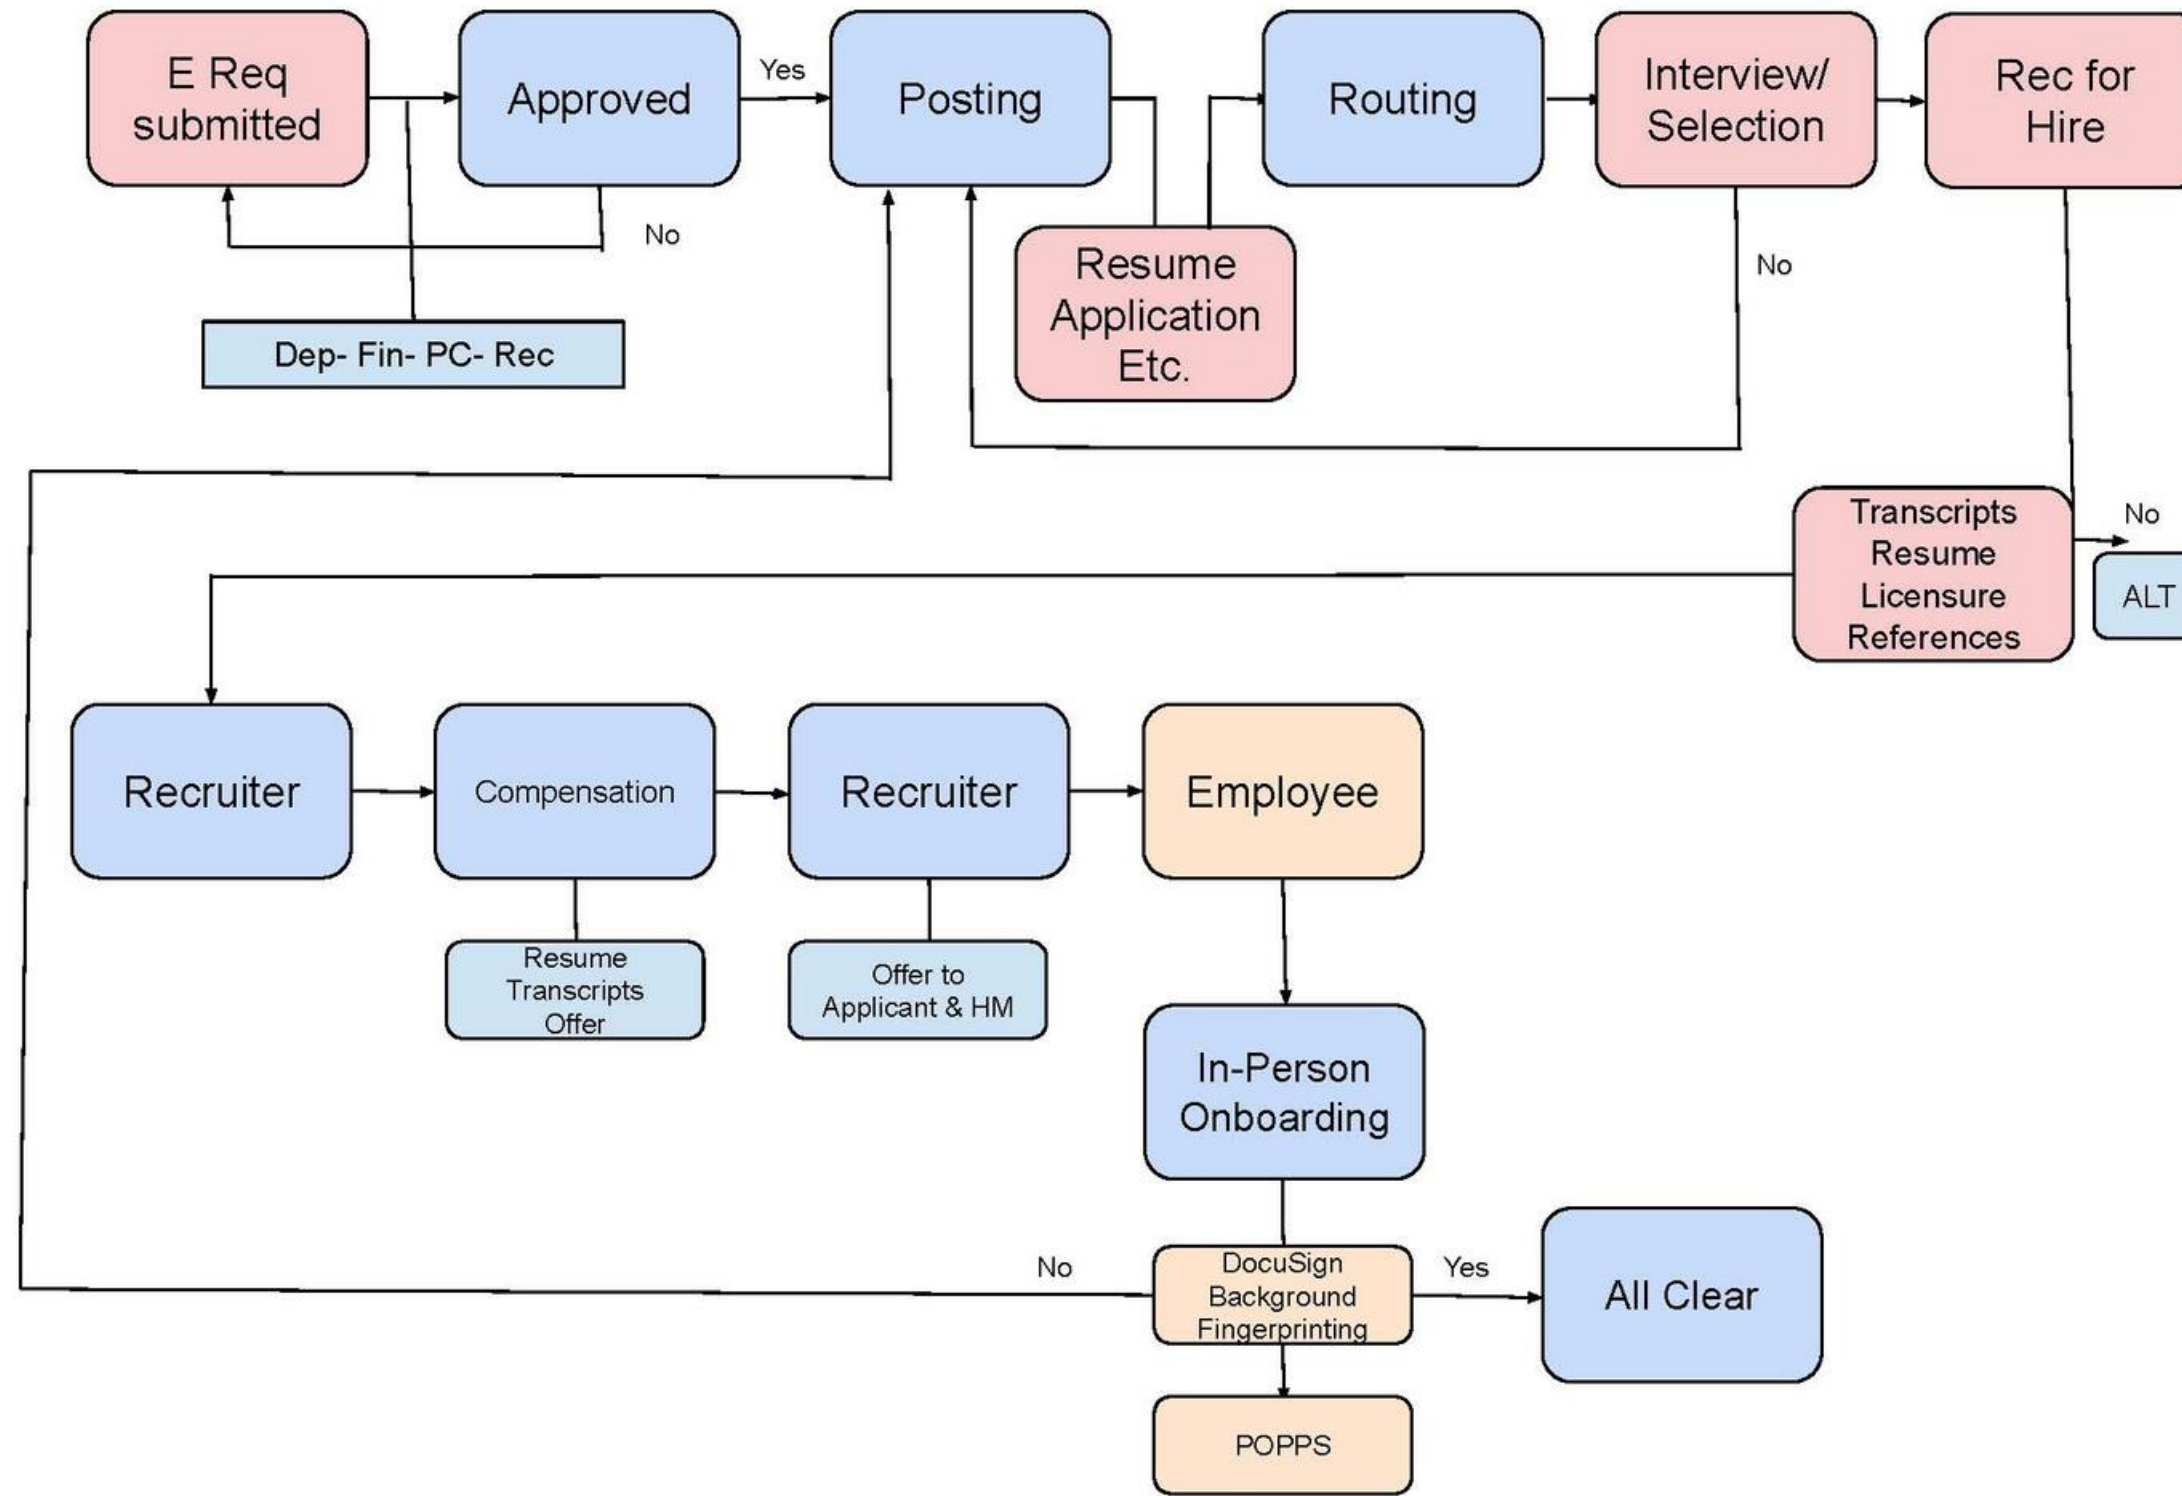 E Req
submitted
Approved
Yes
Posting
Routing
Interview/
Selection
Rec for
Hire
No
Dep- Fin- PC- Rec
Resume
Application
Etc.
No
Transcripts
Resume
Licensure
References
No
ALT
Recruiter
Compensation
Recruiter
Employee
Resume
Transcripts
Offer
Offer to
Applicant & HM
In-Person
Onboarding
No
DocuSign
Background
Fingerprinting
Yes
All Clear
POPPS